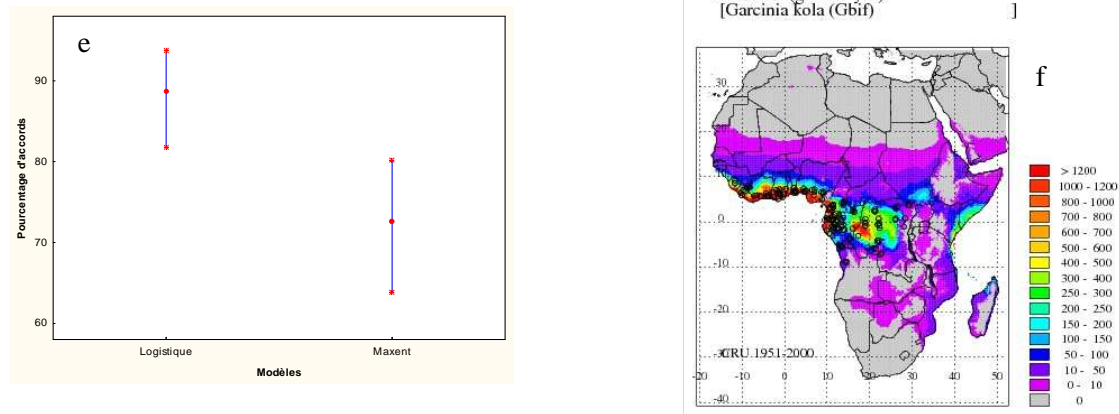 e
90
80
70
60
Pourcentage d'accords
Logistique
Maxent
Modèles
[Garcinia kola (Gbif) ]
f
30
10
0
-10
-20
-30
-40
CRU 1951-2000
-20 -10 0 10 20 30 40 50
> 1200
1000 - 1200
800 - 1000
700 - 800
600 - 700
500 - 600
400 - 500
300 - 400
250 - 300
200 - 250
150 - 200
100 - 150
50 - 100
10 - 50
0 - 10
0